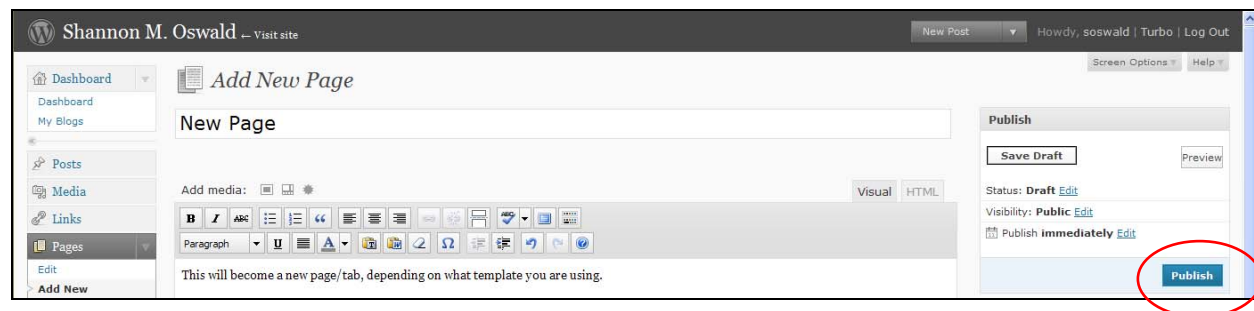 Shannon M. Oswald ← Visit site
New Post
Howdy, soswald | Turbo | Log Out
Screen Options Help
Dashboard
Dashboard
My Blogs
Posts
Media
Links
Pages
Edit
Add New
Add New Page
New Page
Add media:
Visual HTML
B I ABC
ABC
Paragraph U A Ω
This will become a new page/tab, depending on what template you are using.
Publish
Save Draft Preview
Status: Draft Edit
Visibility: Public Edit
Publish immediately Edit
Publish